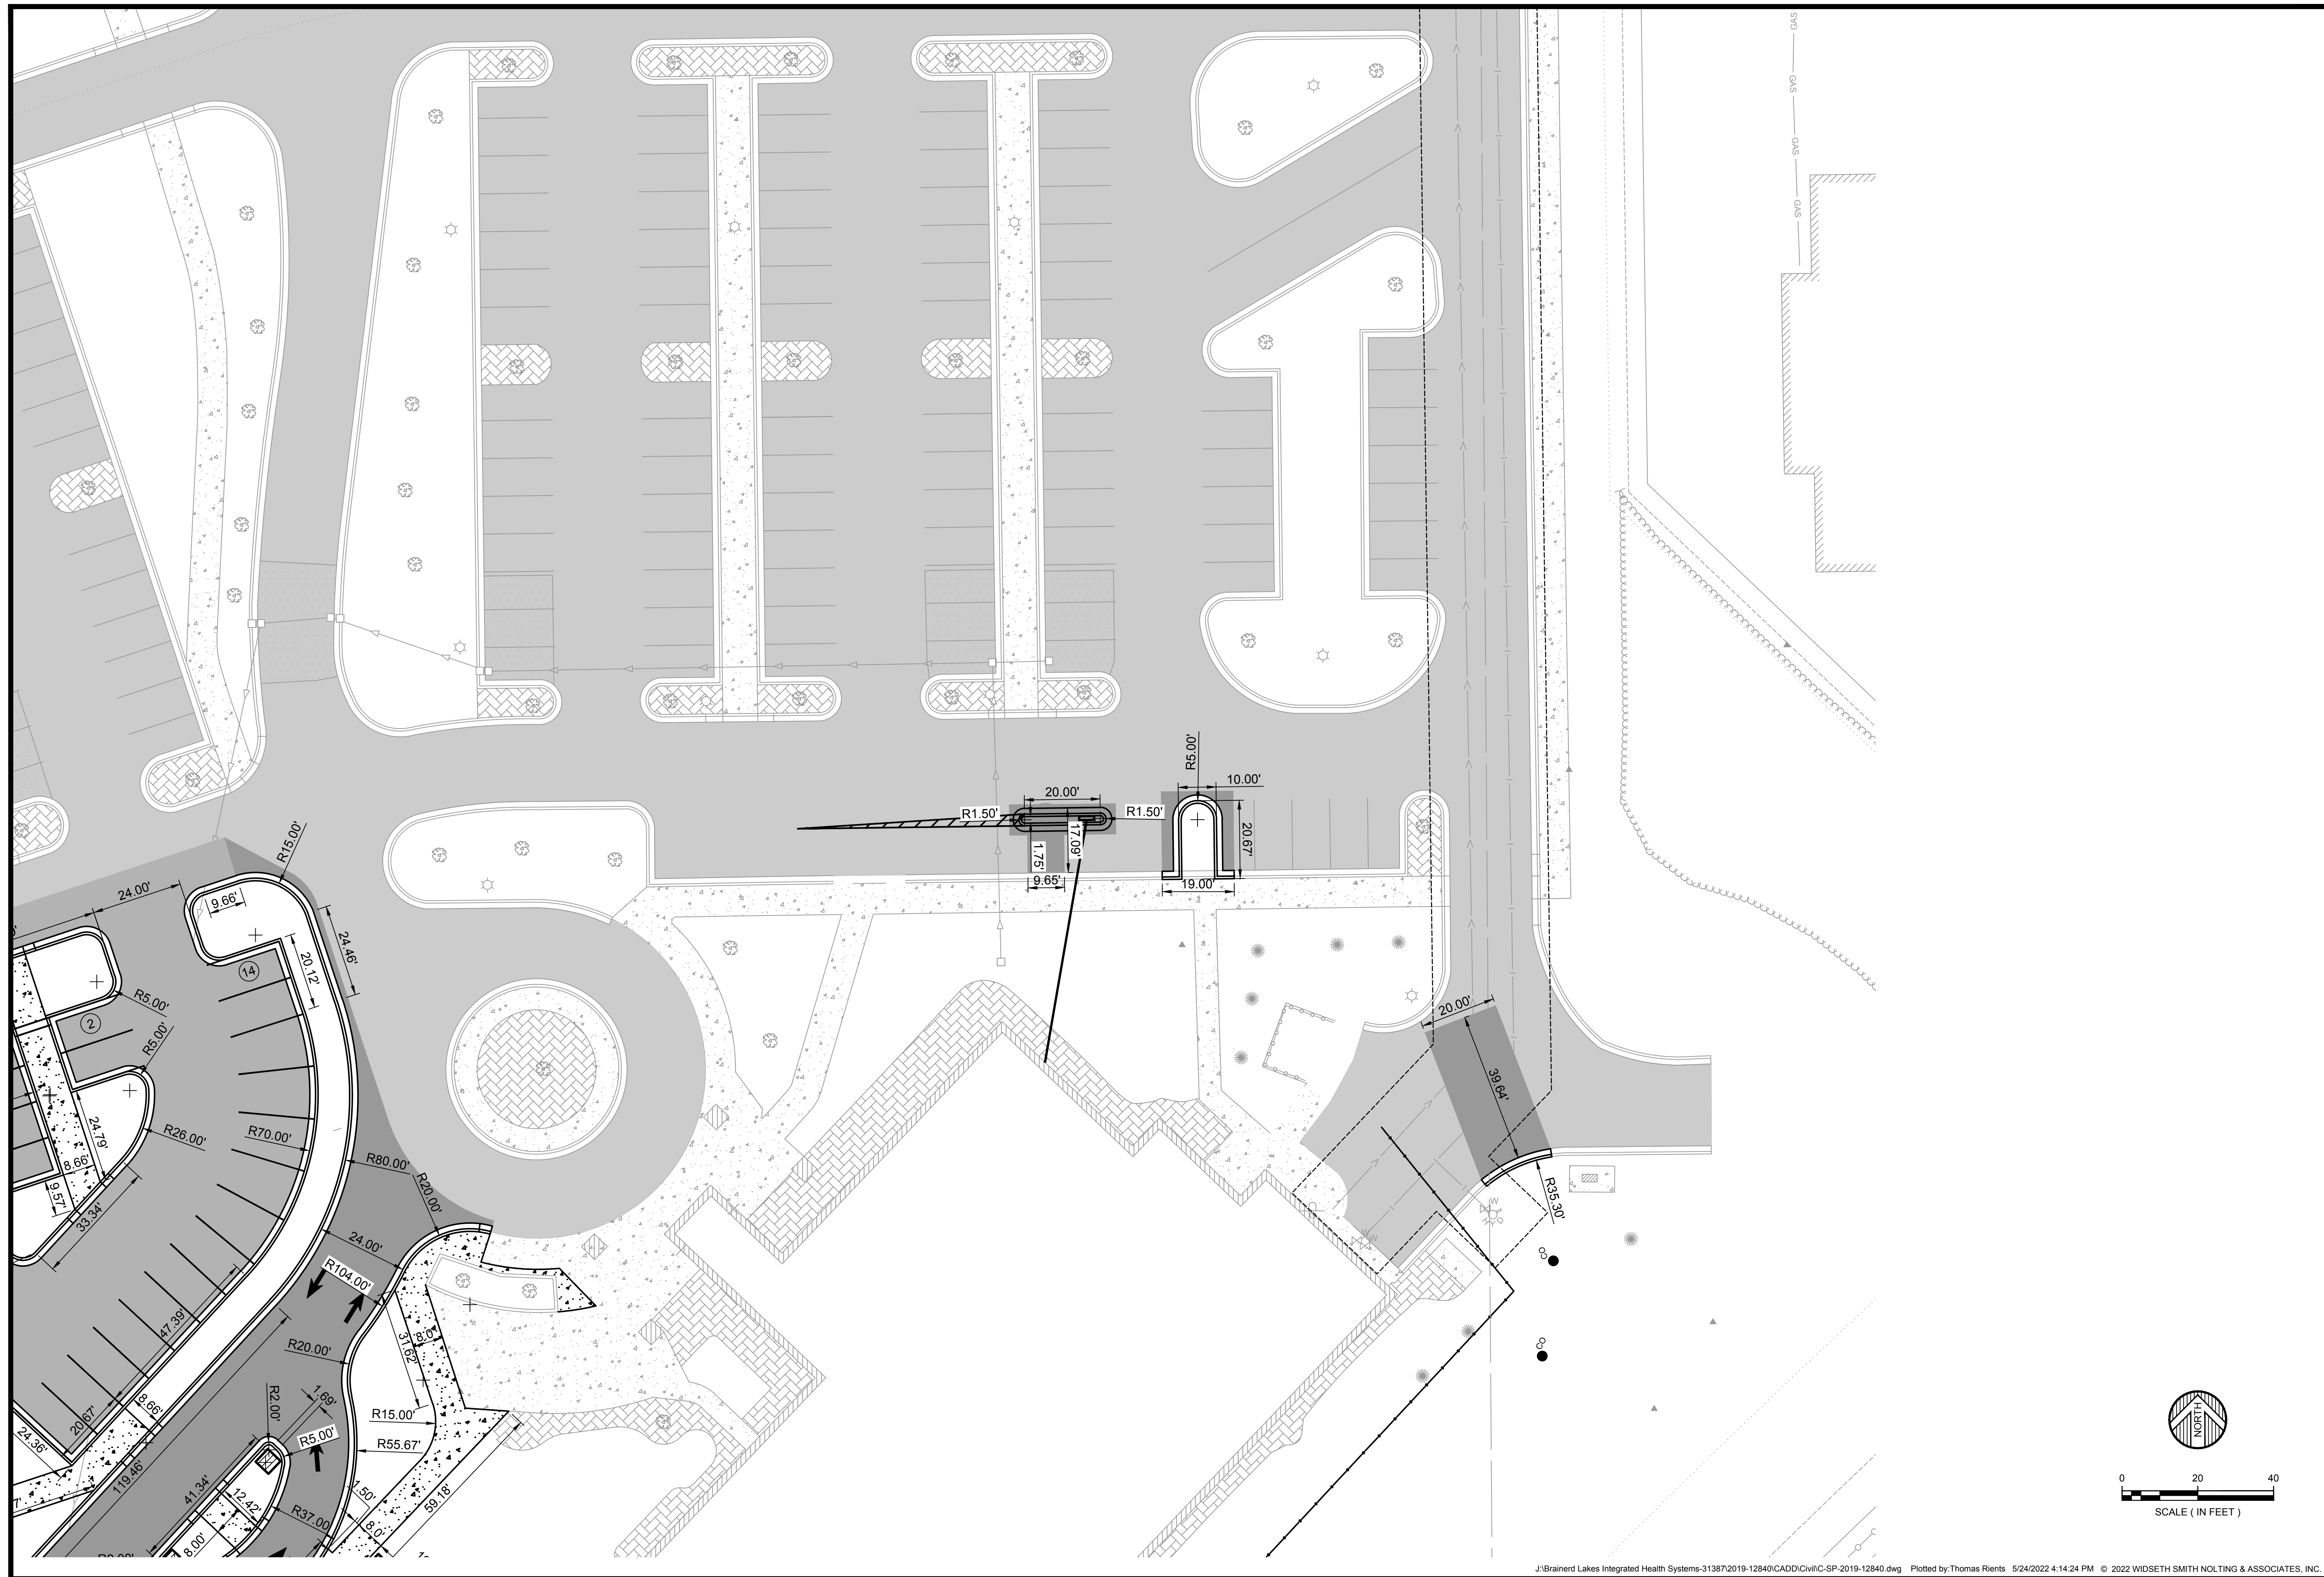 GAS
GAS
GAS
GAS
R5.00'
10.00'
20.00'
R1.50'
R1.50'
20.67'
17.09'
1.75'
9.65'
19.00'
R15.00'
24.00'
9.66'
24.46'
20.12'
14
R5.00'
2
R5.00'
20.00'
39.64'
24.79'
R26.00'
R70.00'
8.66'
R80.00'
9.57'
R20.00'
33.34'
R35.30'
W
W
W
24.00'
R104.00'
CO
47.39'
8.0'
31.62'
R20.00'
CO
1.69'
R2.00'
8.66'
20.67'
R15.00'
NORTH
24.36'
R5.00'
R55.67'
119.46'
0 20 40
41.34'
1.50'
59.18'
12.42'
R37.00'
SCALE ( IN FEET )
8.0'
8.00'
J:\Brainerd Lakes Integrated Health Systems-31387\2019-12840\CADD\Civil\C-SP-2019-12840.dwg Plotted by:Thomas Rients 5/24/2022 4:14:24 PM © 2022 WIDSETH SMITH NOLTING & ASSOCIATES, INC.